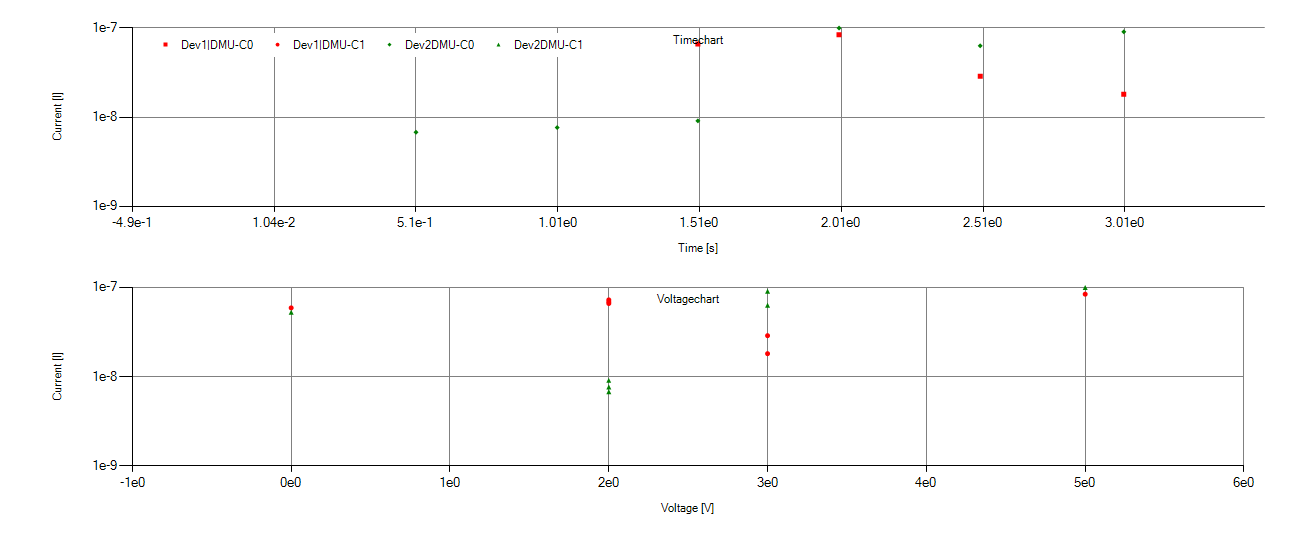 1e-7
Dev1|DMU-C0 Dev1|DMU-C1 Dev2DMU-C0 Dev2DMU-C1
Timechart
Current [I]
1e-8
1e-9
-4.9e-1 1.04e-2 5.1e-1 1.01e0 1.51e0 2.01e0 2.51e0 3.01e0
Time [s]
1e-7
Voltagechart
Current [I]
1e-8
1e-9
-1e0 0e0 1e0 2e0 3e0 4e0 5e0 6e0
Voltage [V]